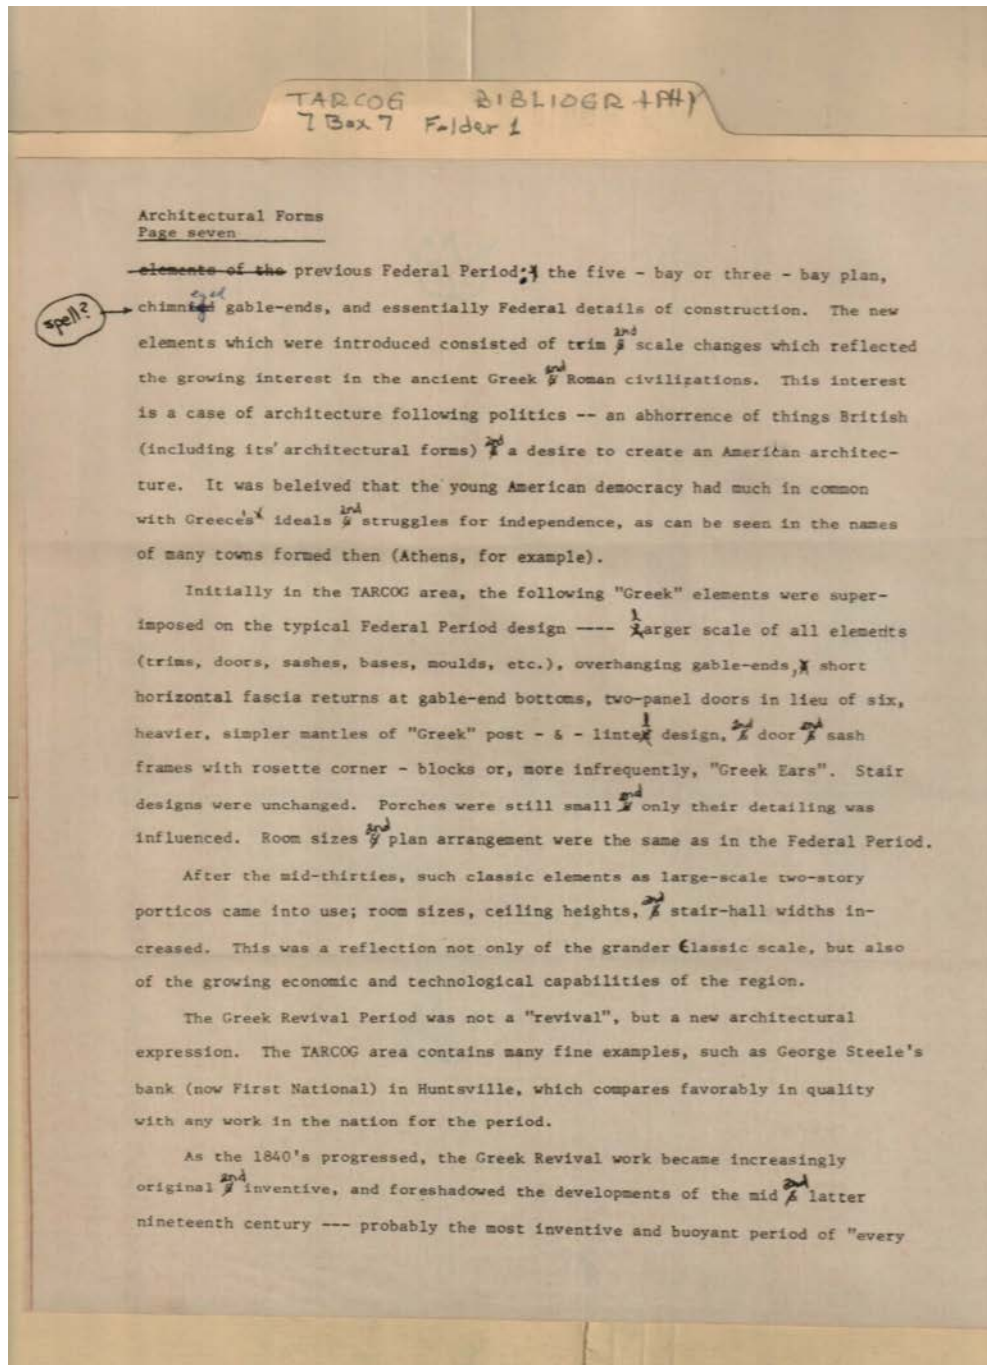 TARCOG BIBLIOGRAPHY
7 Box 7 Folder 1
Architectural Forms
Page seven
elements of the previous Federal Period: the five - bay or three - bay plan,
spell?
chimneyed gable-ends, and essentially Federal details of construction. The new
elements which were introduced consisted of trim and scale changes which reflected
the growing interest in the ancient Greek and Roman civilizations. This interest
is a case of architecture following politics -- an abhorrence of things British
(including its architectural forms) and a desire to create an American architec-
ture. It was beleived that the young American democracy had much in common
with Greece's ideals and struggles for independence, as can be seen in the names
of many towns formed then (Athens, for example).
Initially in the TARCOG area, the following "Greek" elements were super-
imposed on the typical Federal Period design ---- larger scale of all elements
(trims, doors, sashes, bases, moulds, etc.), overhanging gable-ends, short
horizontal fascia returns at gable-end bottoms, two-panel doors in lieu of six,
heavier, simpler mantles of "Greek" post - & - lintel design, and door and sash
frames with rosette corner - blocks or, more infrequently, "Greek Ears". Stair
designs were unchanged. Porches were still small and only their detailing was
influenced. Room sizes and plan arrangement were the same as in the Federal Period.
After the mid-thirties, such classic elements as large-scale two-story
porticos came into use; room sizes, ceiling heights, and stair-hall widths in-
creased. This was a reflection not only of the grander Classic scale, but also
of the growing economic and technological capabilities of the region.
The Greek Revival Period was not a "revival", but a new architectural
expression. The TARCOG area contains many fine examples, such as George Steele's
bank (now First National) in Huntsville, which compares favorably in quality
with any work in the nation for the period.
As the 1840's progressed, the Greek Revival work became increasingly
original and inventive, and foreshadowed the developments of the mid and latter
nineteenth century --- probably the most inventive and buoyant period of "every